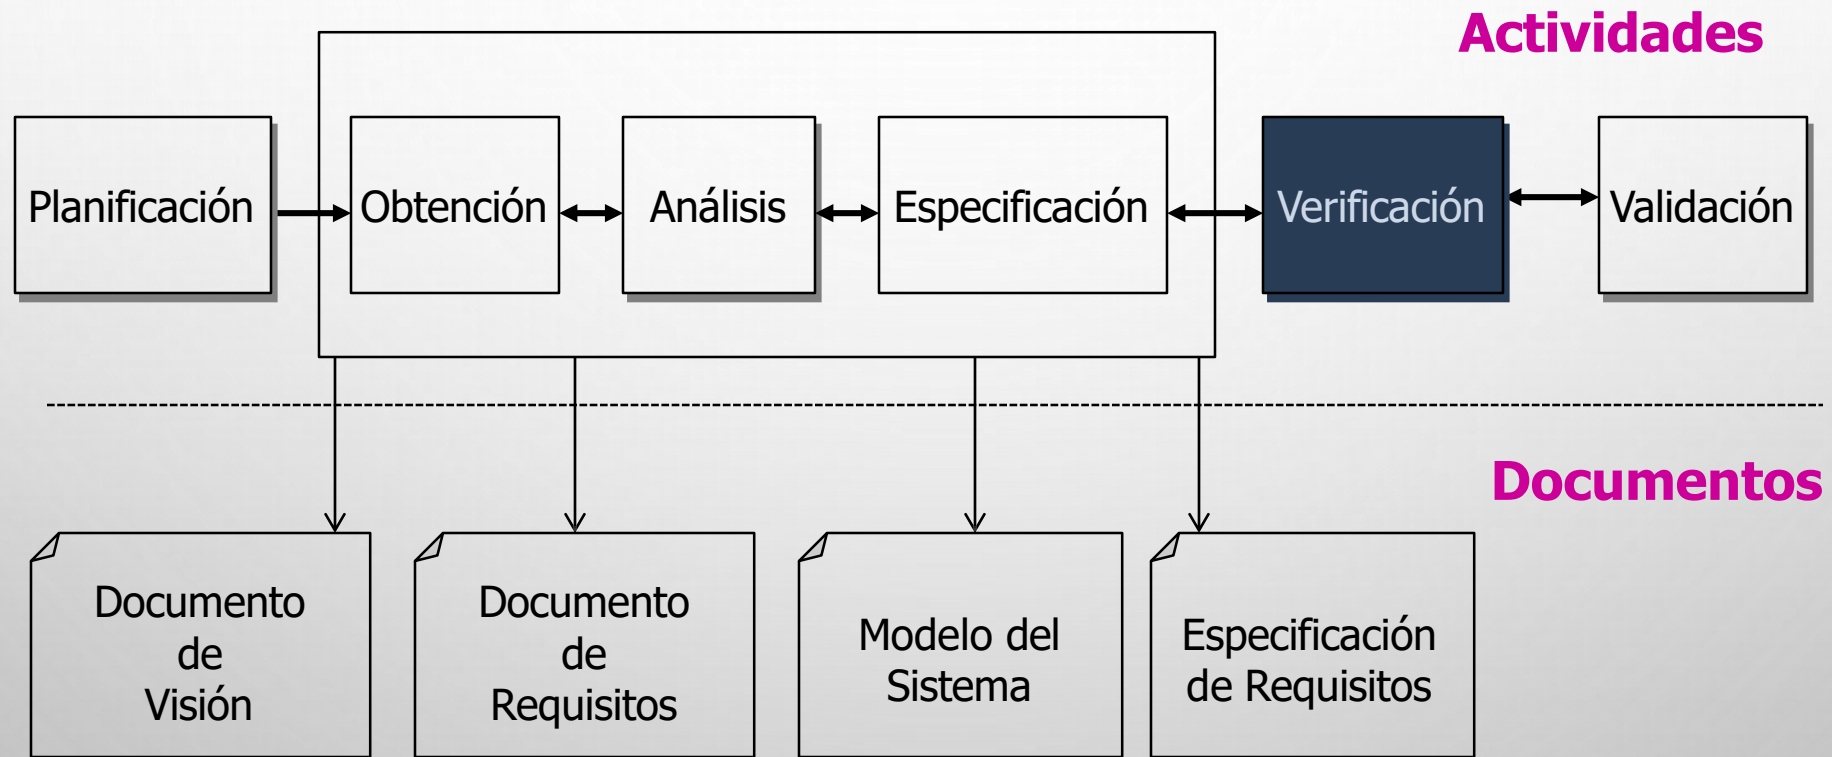 Actividades
Planificación
Obtención
Análisis
Especificación
Verificación
Validación
Documentos
Documento
de
Visión
Documento
de
Requisitos
Modelo del
Sistema
Especificación
de Requisitos